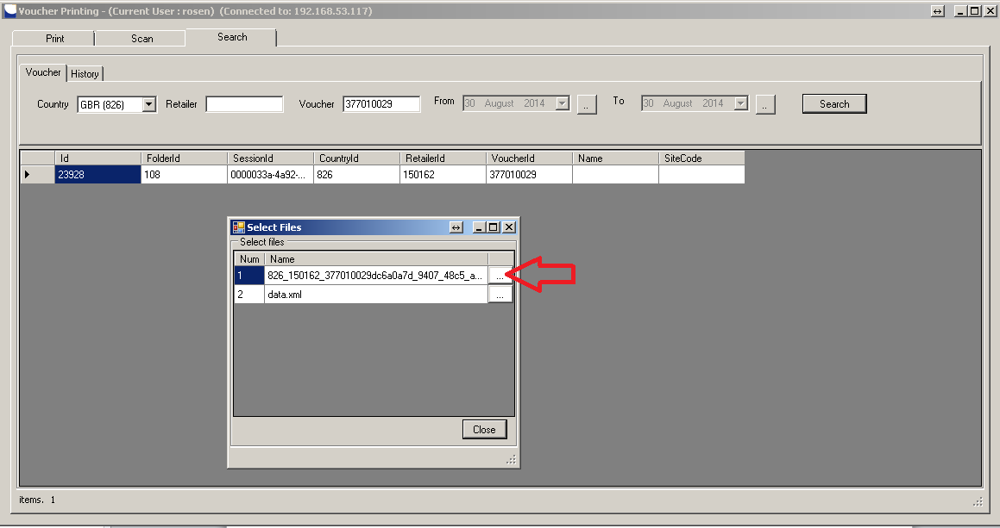 Voucher Printing - (Current User : rosen) (Connected to: 192.168.53.117)
Print Scan Search
Voucher History
Country GBR (826) Retailer Voucher 377010029 From 30 August 2014 .. To 30 August 2014 .. Search
Id FolderId SessionId CountryId RetailerId VoucherId Name SiteCode
23928 108 0000033a-4a92-... 826 150162 377010029
Select Files
Select files
Num Name
1 826_150162_377010029dc6a0a7d_9407_48c5_a... ...
2 data.xml ...
Close
items. 1